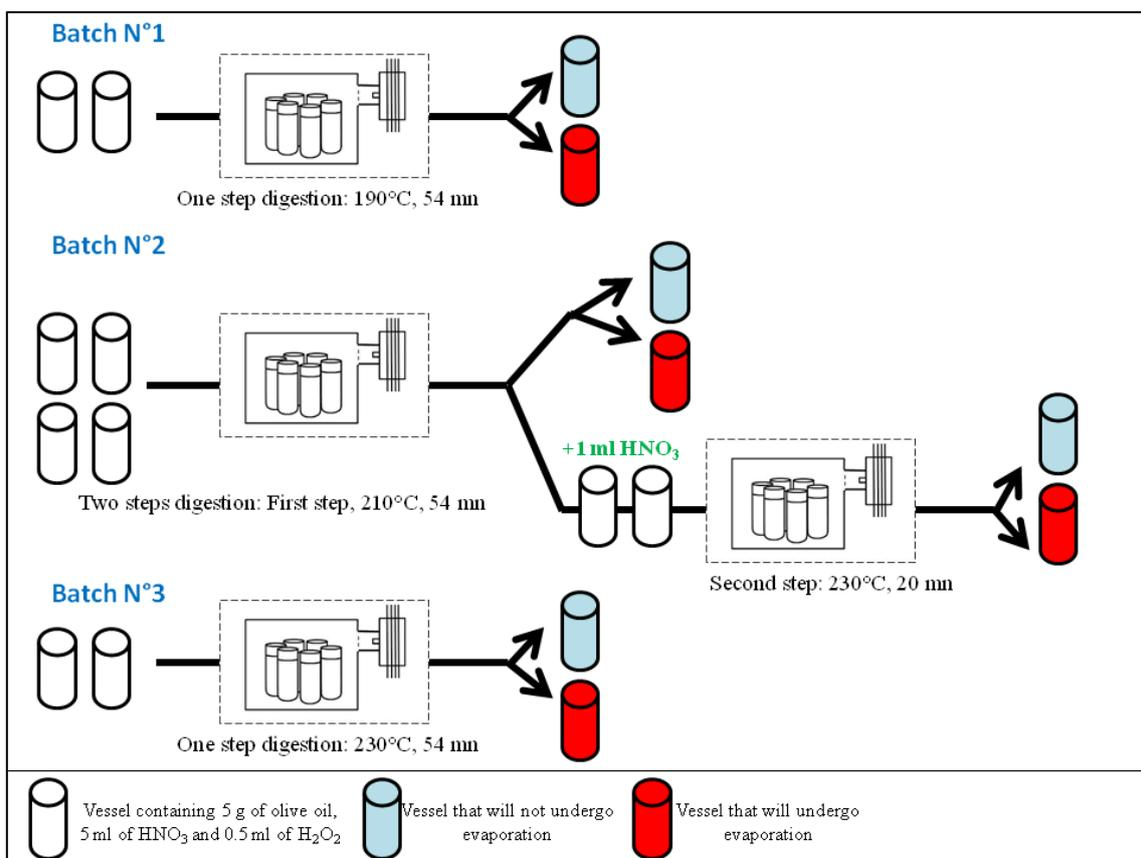 Batch N°1
One step digestion: 190°C, 54 mn
Batch N°2
+1 ml HNO₃
Two steps digestion: First step, 210°C, 54 mn
Second step: 230°C, 20 mn
Batch N°3
One step digestion: 230°C, 54 mn
Vessel containing 5 g of olive oil,
5 ml of HNO₃ and 0.5 ml of H₂O₂
Vessel that will not undergo
evaporation
Vessel that will undergo
evaporation